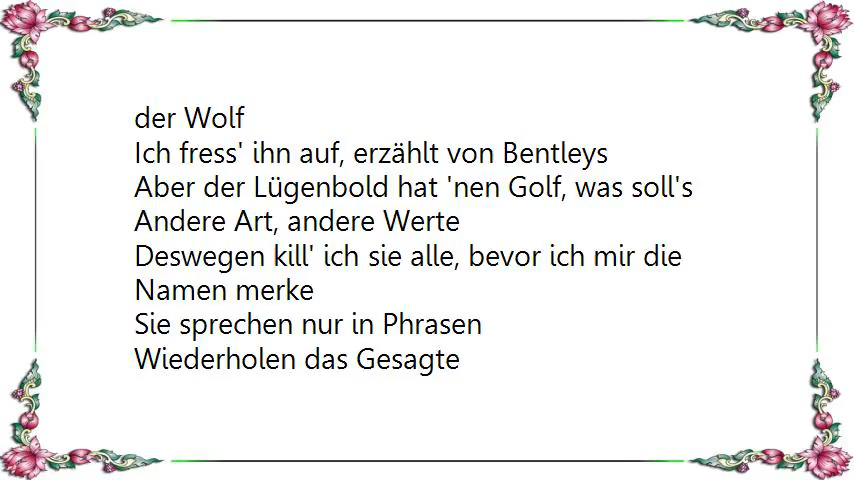 der Wolf
Ich fress' ihn auf, erzählt von Bentleys
Aber der Lügenbold hat 'nen Golf, was soll's
Andere Art, andere Werte
Deswegen kill' ich sie alle, bevor ich mir die
Namen merke
Sie sprechen nur in Phrasen
Wiederholen das Gesagte